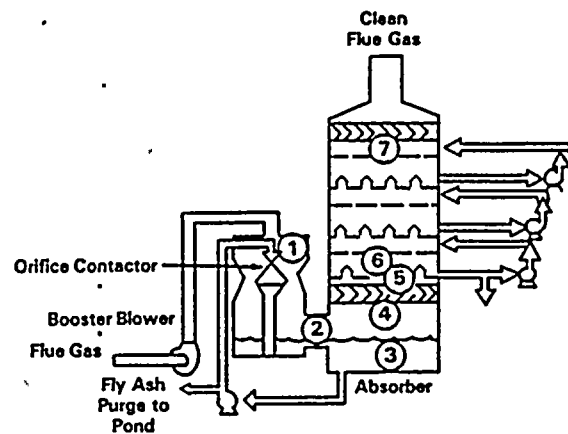 Clean
Flue Gas
7
1
Orifice Contactor
6
5
Booster Blower
2
4
Flue Gas
3
Fly Ash
Purge to
Pond
Absorber